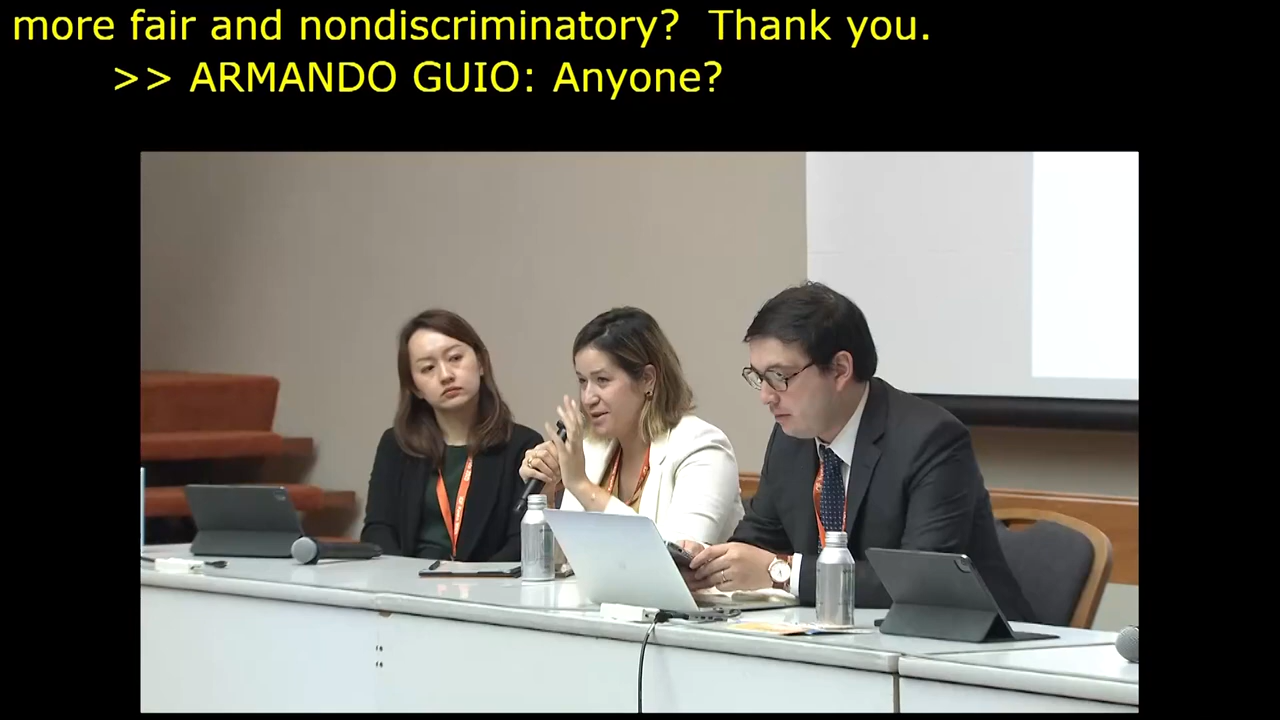 more fair and nondiscriminatory?  Thank you.
>> ARMANDO GUIO: Anyone?